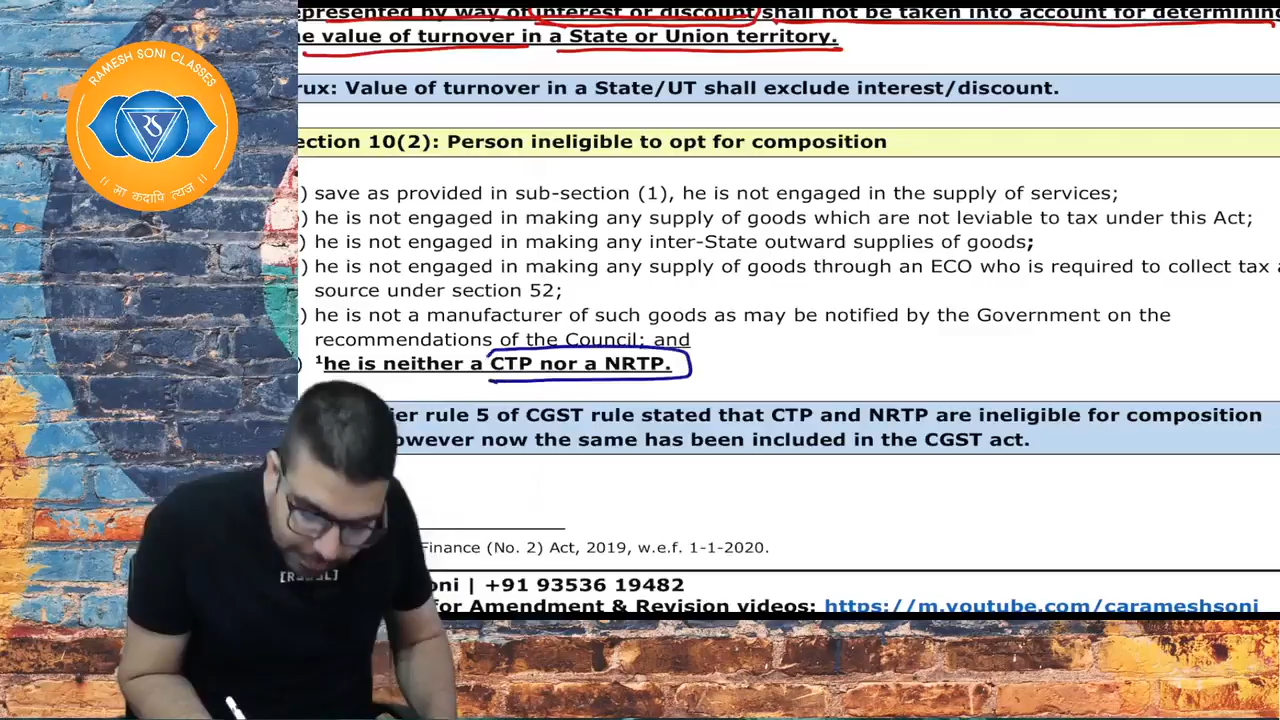 RAMESH SONI CLASSES
॥ मा कदापि त्यज ॥
presented by way of interest or discount shall not be taken into account for determining
value of turnover in a State or Union territory.
Value of turnover in a State/UT shall exclude interest/discount.
10(2): Person ineligible to opt for composition
) save as provided in sub-section (1), he is not engaged in the supply of services;
) he is not engaged in making any supply of goods which are not leviable to tax under this Act;
) he is not engaged in making any inter-State outward supplies of goods;
) he is not engaged in making any supply of goods through an ECO who is required to collect tax
source under section 52;
) he is not a manufacturer of such goods as may be notified by the Government on the
recommendations of the Council; and
) ¹he is neither a CTP nor a NRTP.
rule 5 of CGST rule stated that CTP and NRTP are ineligible for composition
owever now the same has been included in the CGST act.
Finance (No. 2) Act, 2019, w.e.f. 1-1-2020.
oni | +91 93536 19482
For Amendment & Revision videos: https://m.youtube.com/carameshsoni